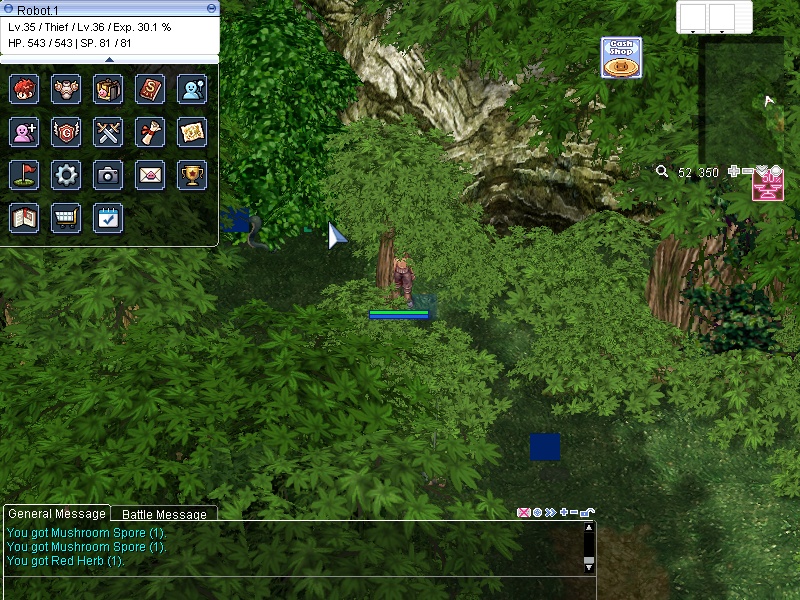 Robot.1
Lv.35 / Thief / Lv.36 / Exp. 30.1 %
HP. 543 / 543 | SP. 81 / 81
Cash
Shop
52 350
50%
General Message
Battle Message
You got Mushroom Spore (1).
You got Mushroom Spore (1).
You got Red Herb (1).